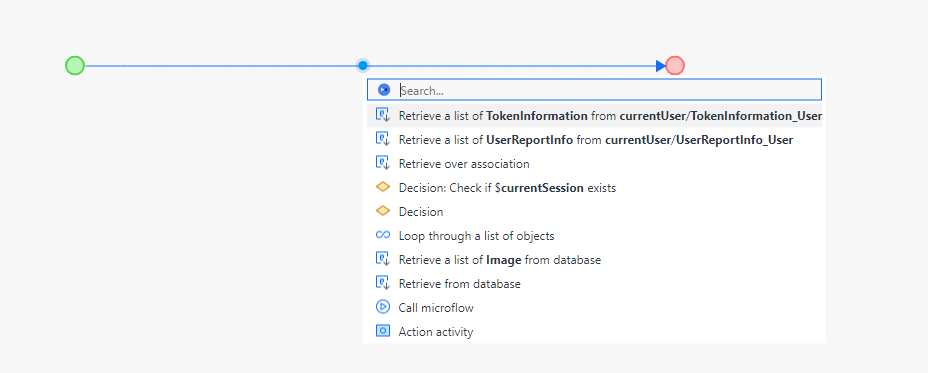 Search...
Retrieve a list of TokenInformation from currentUser/TokenInformation_User
Retrieve a list of UserReportInfo from currentUser/UserReportInfo_User
Retrieve over association
Decision: Check if $currentSession exists
Decision
Loop through a list of objects
Retrieve a list of Image from database
Retrieve from database
Call microflow
Action activity